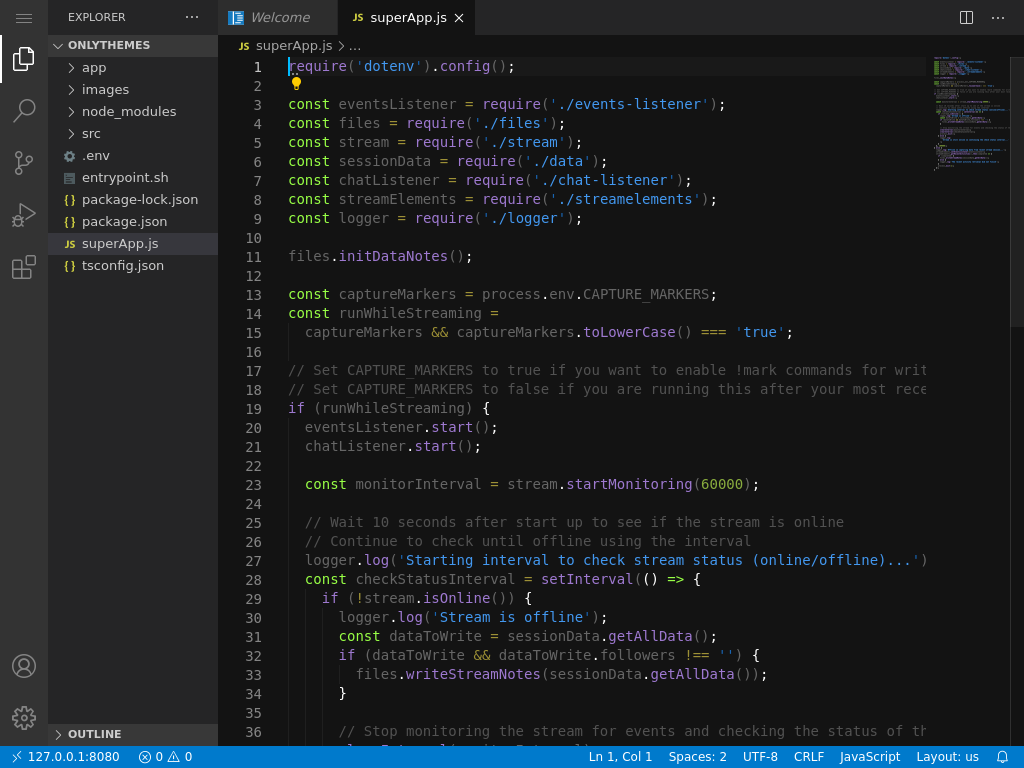 EXPLORER
ONLYTHEMES
app
images
node_modules
src
.env
entrypoint.sh
{} package-lock.json
{} package.json
JS superApp.js
{} tsconfig.json
OUTLINE
Welcome
JS superApp.js
JS superApp.js > ...
1 require('dotenv').config();
2
3 const eventsListener = require('./events-listener');
4 const files = require('./files');
5 const stream = require('./stream');
6 const sessionData = require('./data');
7 const chatListener = require('./chat-listener');
8 const streamElements = require('./streamelements');
9 const logger = require('./logger');
10
11 files.initDataNotes();
12
13 const captureMarkers = process.env.CAPTURE_MARKERS;
14 const runWhileStreaming =
15 captureMarkers && captureMarkers.toLowerCase() === 'true';
16
17 // Set CAPTURE_MARKERS to true if you want to enable !mark commands for writ
18 // Set CAPTURE_MARKERS to false if you are running this after your most rece
19 if (runWhileStreaming) {
20 eventsListener.start();
21 chatListener.start();
22
23 const monitorInterval = stream.startMonitoring(60000);
24
25 // Wait 10 seconds after start up to see if the stream is online
26 // Continue to check until offline using the interval
27 logger.log('Starting interval to check stream status (online/offline)...')
28 const checkStatusInterval = setInterval(() => {
29 if (!stream.isOnline()) {
30 logger.log('Stream is offline');
31 const dataToWrite = sessionData.getAllData();
32 if (dataToWrite && dataToWrite.followers !== '') {
33 files.writeStreamNotes(sessionData.getAllData());
34 }
35
36 // Stop monitoring the stream for events and checking the status of th
127.0.0.1:8080 0 0 Ln 1, Col 1 Spaces: 2 UTF-8 CRLF JavaScript Layout: us